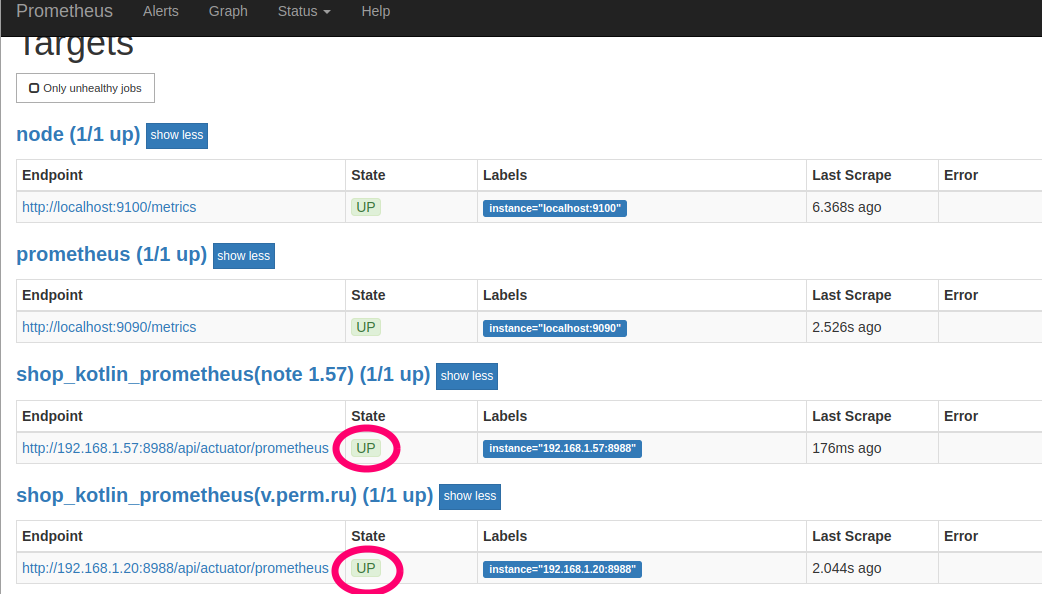 Prometheus Alerts Graph Status Help
Targets
Only unhealthy jobs
node (1/1 up) show less
Endpoint State Labels Last Scrape Error
http://localhost:9100/metrics UP instance="localhost:9100" 6.368s ago
prometheus (1/1 up) show less
Endpoint State Labels Last Scrape Error
http://localhost:9090/metrics UP instance="localhost:9090" 2.526s ago
shop_kotlin_prometheus(note 1.57) (1/1 up) show less
Endpoint State Labels Last Scrape Error
http://192.168.1.57:8988/api/actuator/prometheus UP instance="192.168.1.57:8988" 176ms ago
shop_kotlin_prometheus(v.perm.ru) (1/1 up) show less
Endpoint State Labels Last Scrape Error
http://192.168.1.20:8988/api/actuator/prometheus UP instance="192.168.1.20:8988" 2.044s ago